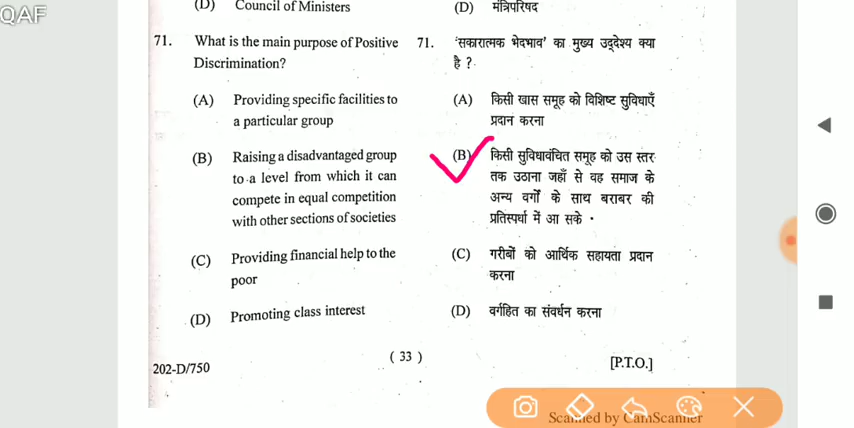 QAF
(D) Council of Ministers
(D) मंत्रिपरिषद
71. What is the main purpose of Positive
Discrimination?
(A) Providing specific facilities to
a particular group
(B) Raising a disadvantaged group
to a level from which it can
compete in equal competition
with other sections of societies
(C) Providing financial help to the
poor
(D) Promoting class interest
71. 'सकारात्मक भेदभाव' का मुख्य उद्देश्य क्या
है ?
(A) किसी खास समूह को विशिष्ट सुविधाएँ
प्रदान करना
(B) किसी सुविधावंचित समूह को उस स्तर
तक उठाना जहाँ से वह समाज के
अन्य वर्गों के साथ बराबर की
प्रतिस्पर्धा में आ सके
(C) गरीबों को आर्थिक सहायता प्रदान
करना
(D) वर्गहित का संवर्धन करना
202-D/750
( 33 )
[P.T.O.]
Scanned by CamScanner